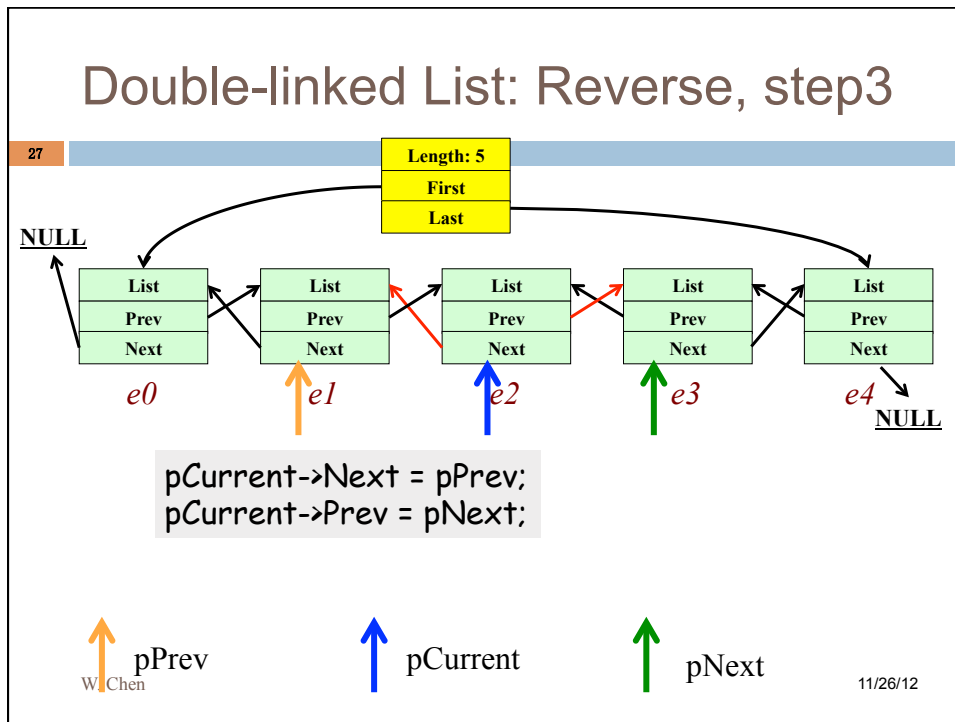 Double-linked List: Reverse, step3
27
Length: 5
First
Last
NULL
List
Prev
Next
List
Prev
Next
List
Prev
Next
List
Prev
Next
List
Prev
Next
e0
e1
e2
e3
e4
NULL
pCurrent->Next = pPrev;
pCurrent->Prev = pNext;
pPrev
pCurrent
pNext
W. Chen
11/26/12